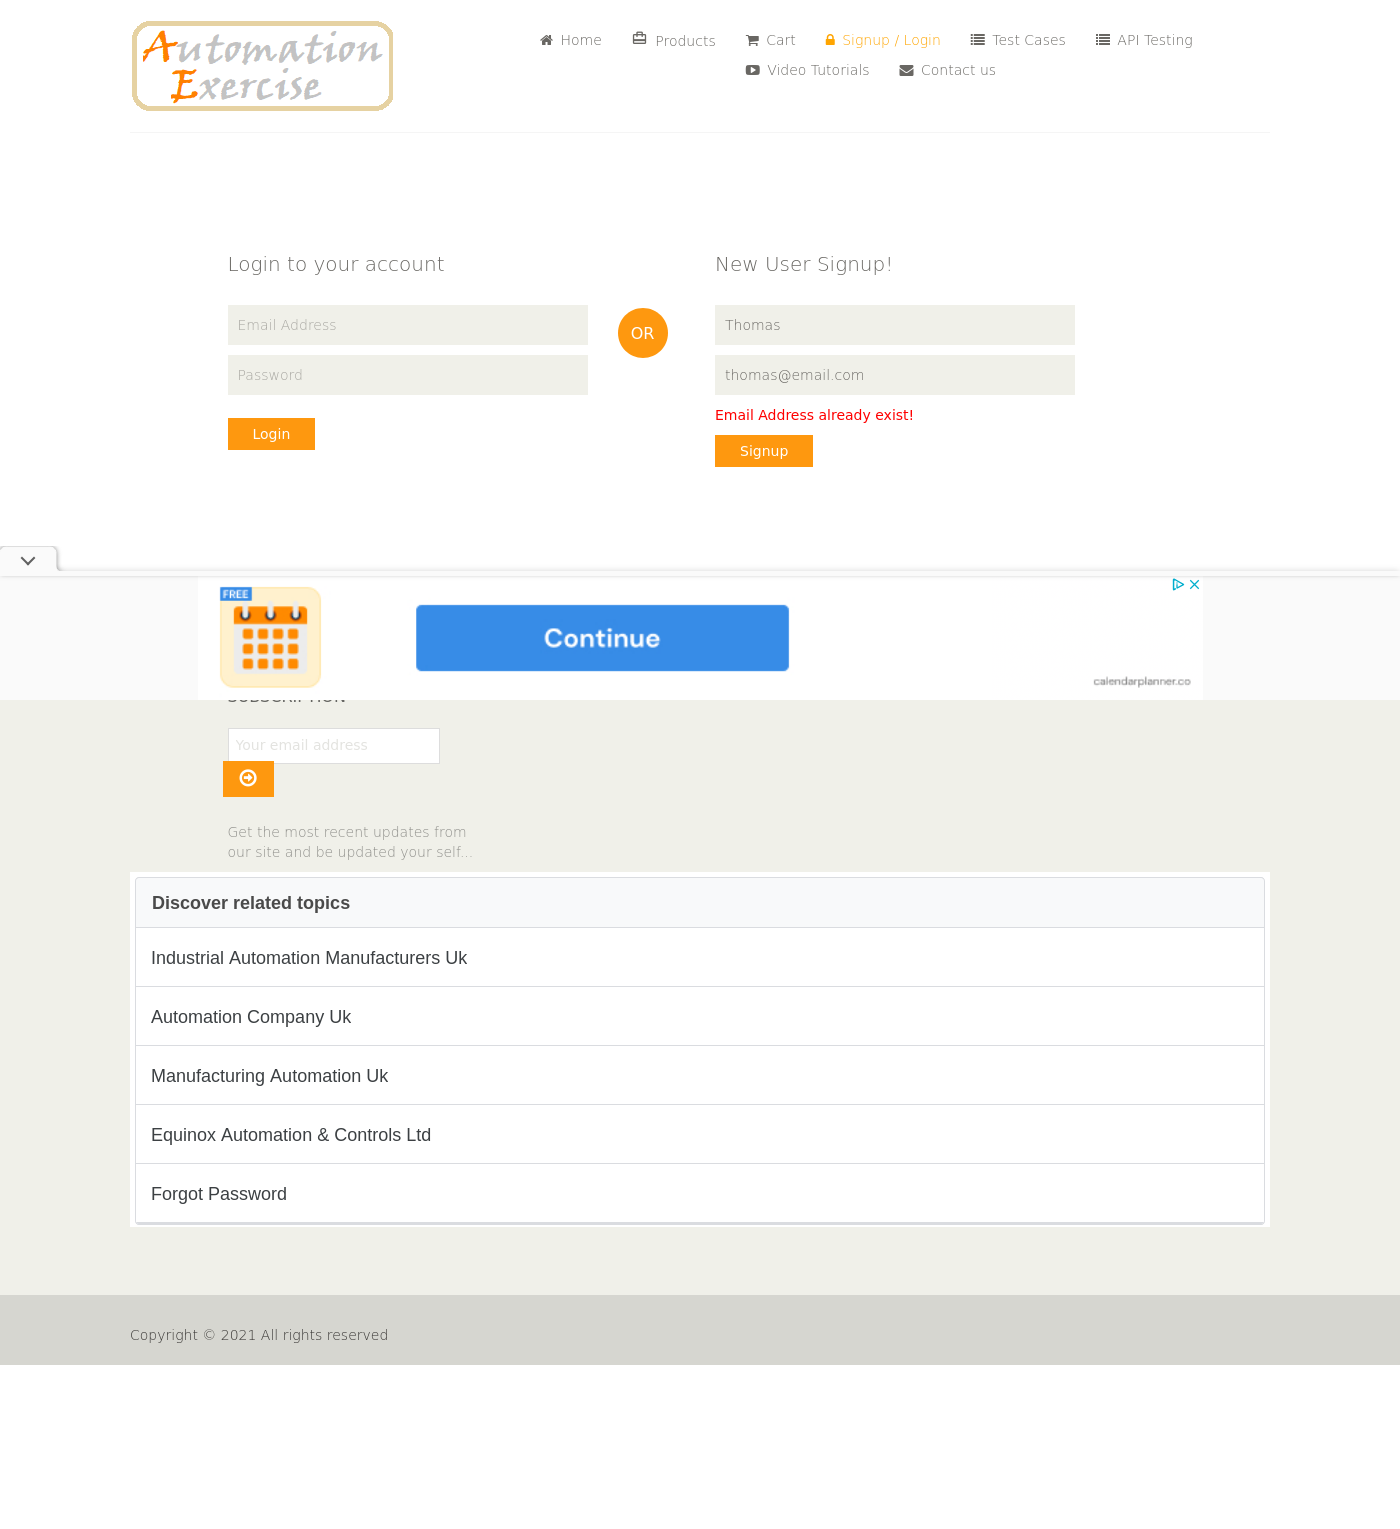 Automation
Exercise
Home
Products
Cart
Signup / Login
Test Cases
API Testing
Video Tutorials
Contact us
Login to your account
Email Address
Password
Login
OR
New User Signup!
Thomas
thomas@email.com
Email Address already exist!
Signup
FREE
Continue
calendarplanner.co
SUBSCRIPTION
Your email address
Get the most recent updates from
our site and be updated your self...
Discover related topics
Industrial Automation Manufacturers Uk
Automation Company Uk
Manufacturing Automation Uk
Equinox Automation & Controls Ltd
Forgot Password
Copyright © 2021 All rights reserved